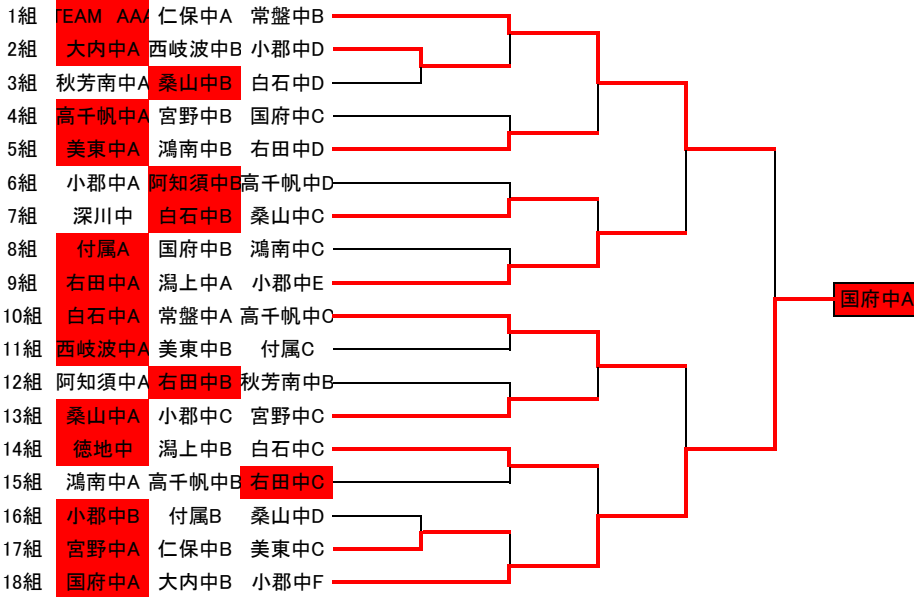 1組 TEAM AAA 仁保中A 常盤中B
2組 大内中A 西岐波中B 小郡中D
3組 秋芳南中A 桑山中B 白石中D
4組 高千帆中A 宮野中B 国府中C
5組 美東中A 鴻南中B 右田中D
6組 小郡中A 阿知須中B 高千帆中D
7組 深川中 白石中B 桑山中C
8組 付属A 国府中B 鴻南中C
9組 右田中A 潟上中A 小郡中E
国府中A
10組 白石中A 常盤中A 高千帆中C
11組 西岐波中A 美東中B 付属C
12組 阿知須中A 右田中B 秋芳南中B
13組 桑山中A 小郡中C 宮野中C
14組 徳地中 潟上中B 白石中C
15組 鴻南中A 高千帆中B 右田中C
16組 小郡中B 付属B 桑山中D
17組 宮野中A 仁保中B 美東中C
18組 国府中A 大内中B 小郡中F